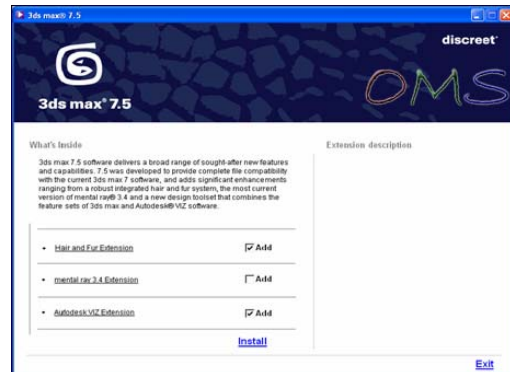 3ds max® 7.5
discreet®
OMS
3ds max® 7.5
What's Inside
3ds max 7.5 software delivers a broad range of sought-after new features
and capabilities. 7.5 was developed to provide complete file compatibility
with the current 3ds max 7 software, and adds significant enhancements
ranging from a robust integrated hair and fur system, the most current
version of mental ray® 3.4 and a new design toolset that combines the
feature sets of 3ds max and Autodesk® VIZ software.
Hair and Fur Extension
Add
mental ray 3.4 Extension
Add
Autodesk VIZ Extension
Add
Install
Extension description
Exit